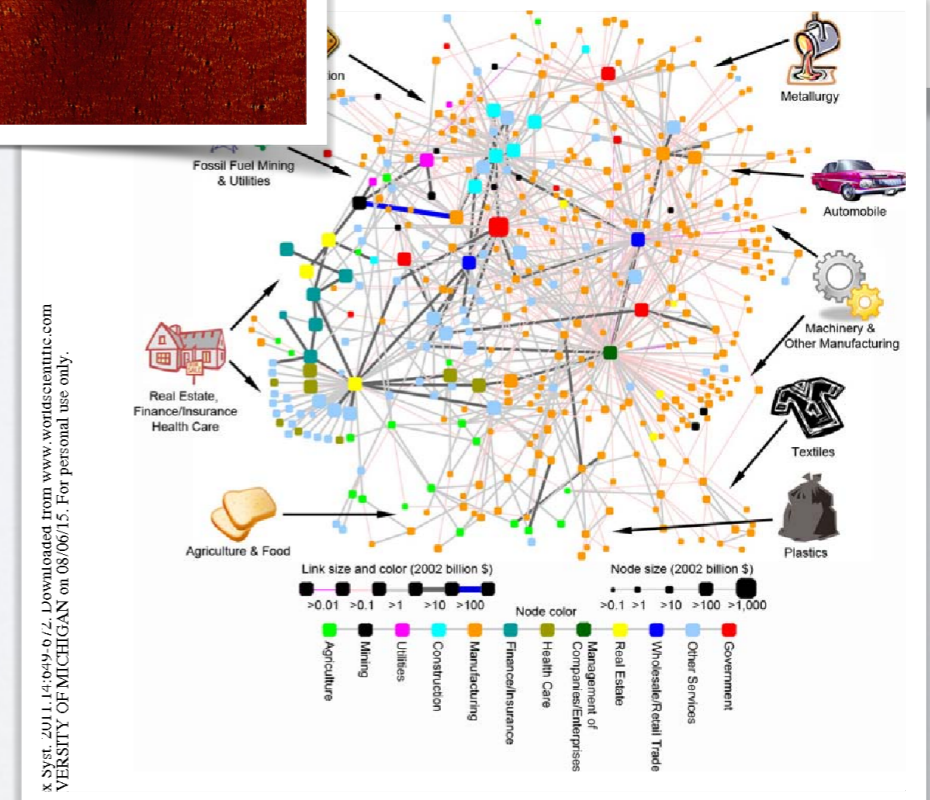 tion
Metallurgy
Fossil Fuel Mining
& Utilities
Automobile
Machinery &
Other Manufacturing
Real Estate,
Finance/Insurance
Health Care
Textiles
Agriculture & Food
Plastics
Link size and color (2002 billion $)
>0.01 >0.1 >1 >10 >100
Node size (2002 billion $)
>0.1 >1 >10 >100 >1,000
Node color
Agriculture
Mining
Utilities
Construction
Manufacturing
Finance/Insurance
Health Care
Management of
Companies/Enterprises
Real Estate
Wholesale/Retail Trade
Other Services
Government
x Syst. 2011.14:649-672. Downloaded from www.worldscientific.com
VERSITY OF MICHIGAN on 08/06/15. For personal use only.